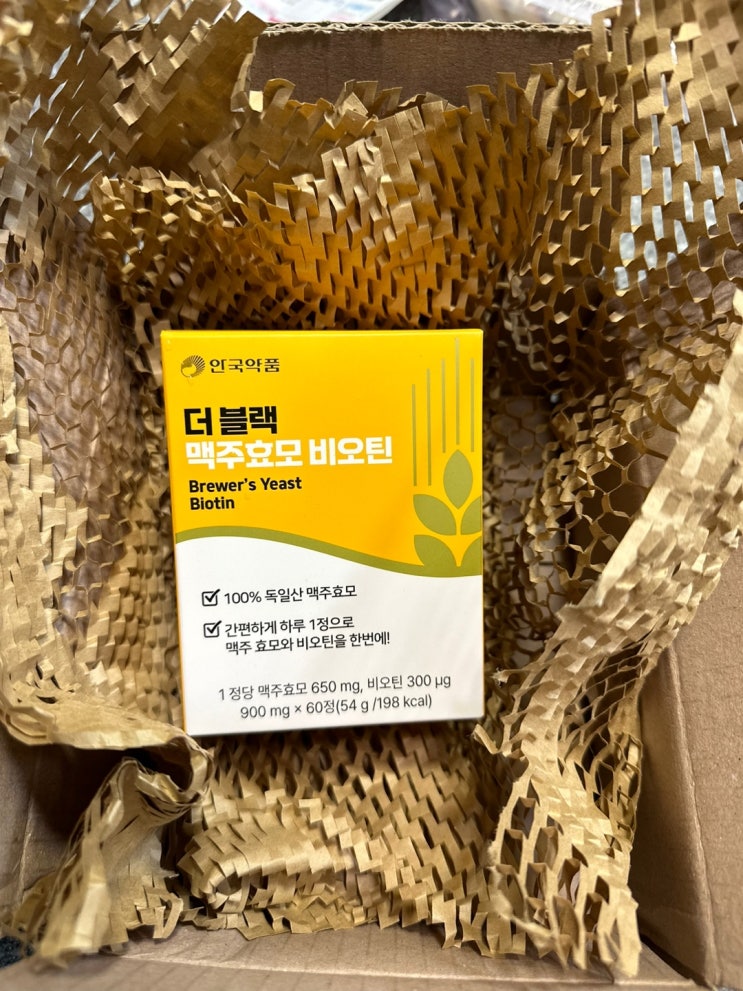 안국약품
더 블랙
맥주효모 비오틴
Brewer's Yeast
Biotin
100% 독일산 맥주효모
간편하게 하루 1정으로
맥주 효모와 비오틴을 한번에!
1 정당 맥주효모 650 mg, 비오틴 300 μg
900 mg × 60정(54 g /198 kcal)